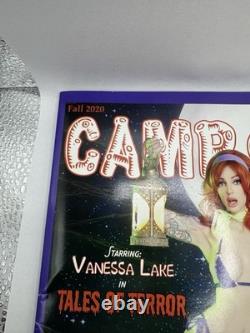 Fall 2020
CAMP
STARRING:
VANESSA LAKE
IN
TALES OF TERROR